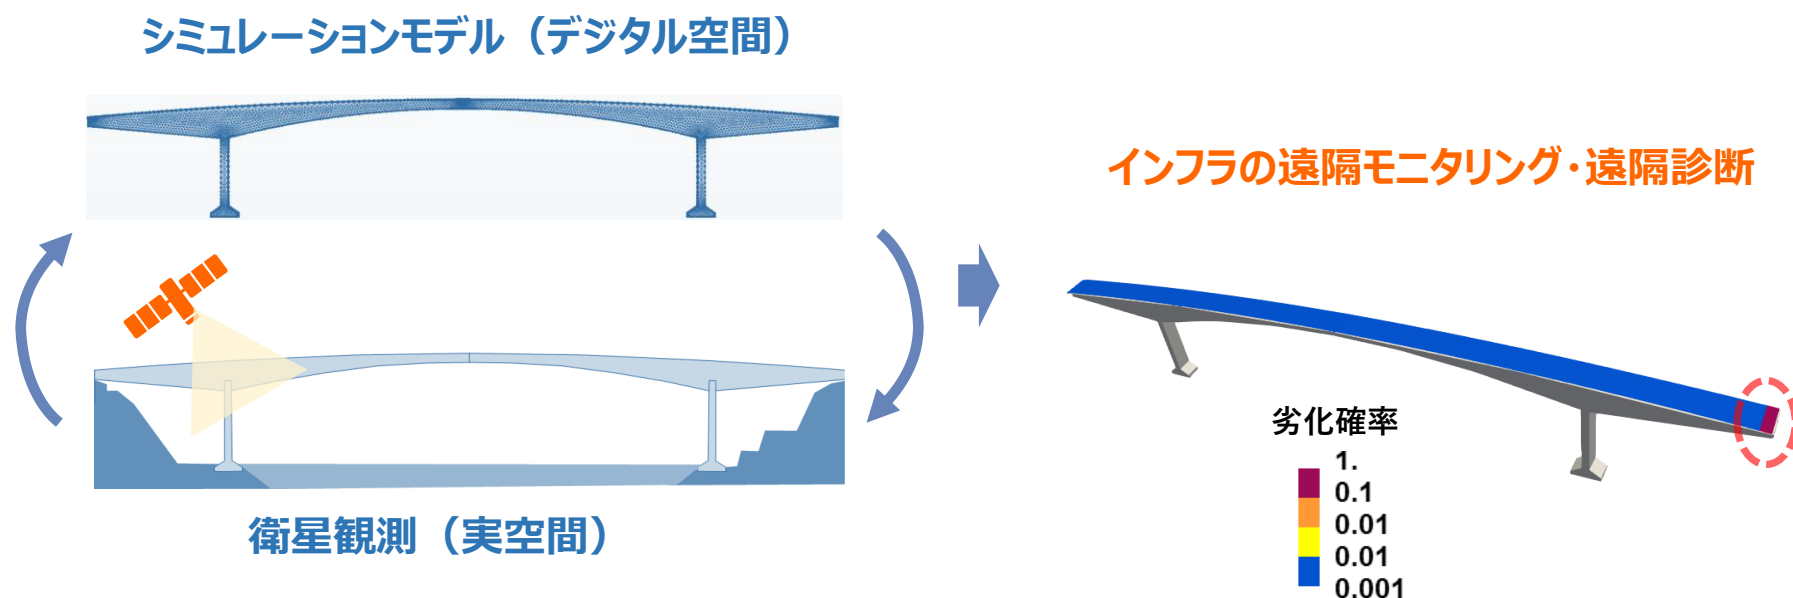 シミュレーションモデル（デジタル空間）
インフラの遠隔モニタリング・遠隔診断
衛星観測（実空間）
劣化確率
1.
0.1
0.01
0.01
0.001